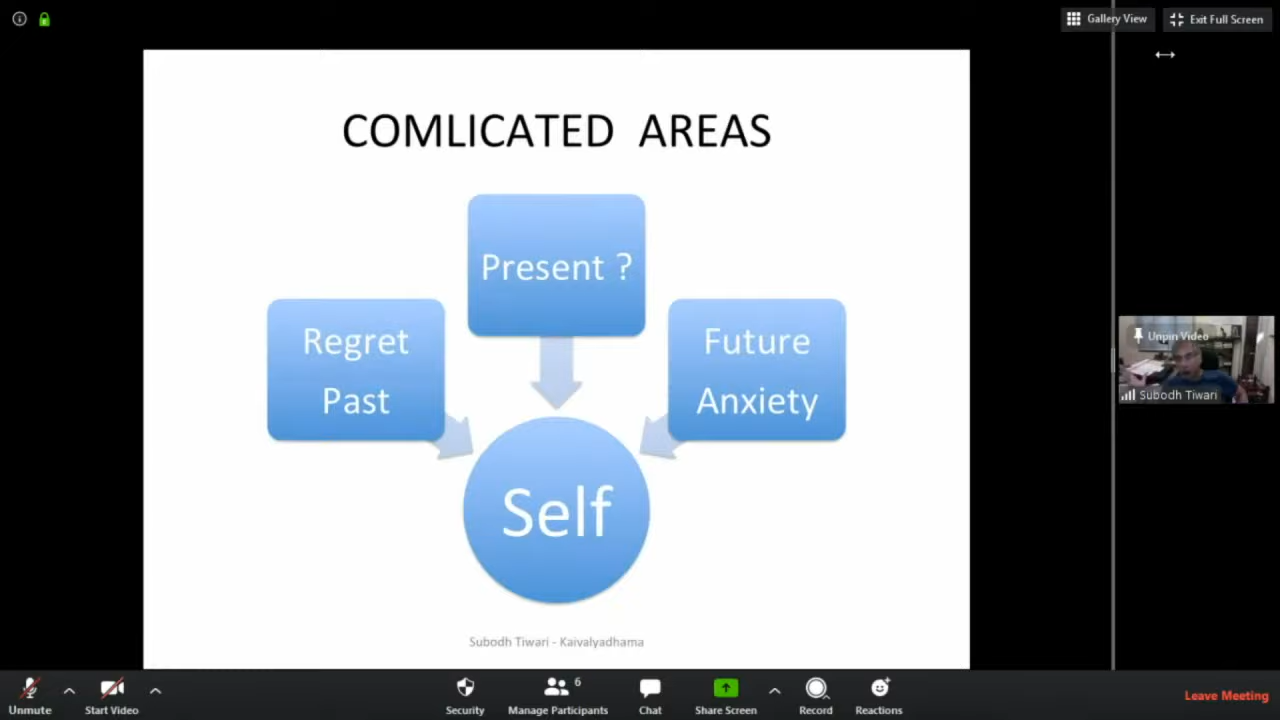 Gallery View
Exit Full Screen
COMLICATED AREAS
Present ?
Regret
Past
Future
Anxiety
Self
Unpin Video
Subodh Tiwari
Subodh Tiwari - Kaivalyadhama
6
Unmute
Start Video
Security
Manage Participants
Chat
Share Screen
Record
Reactions
Leave Meeting